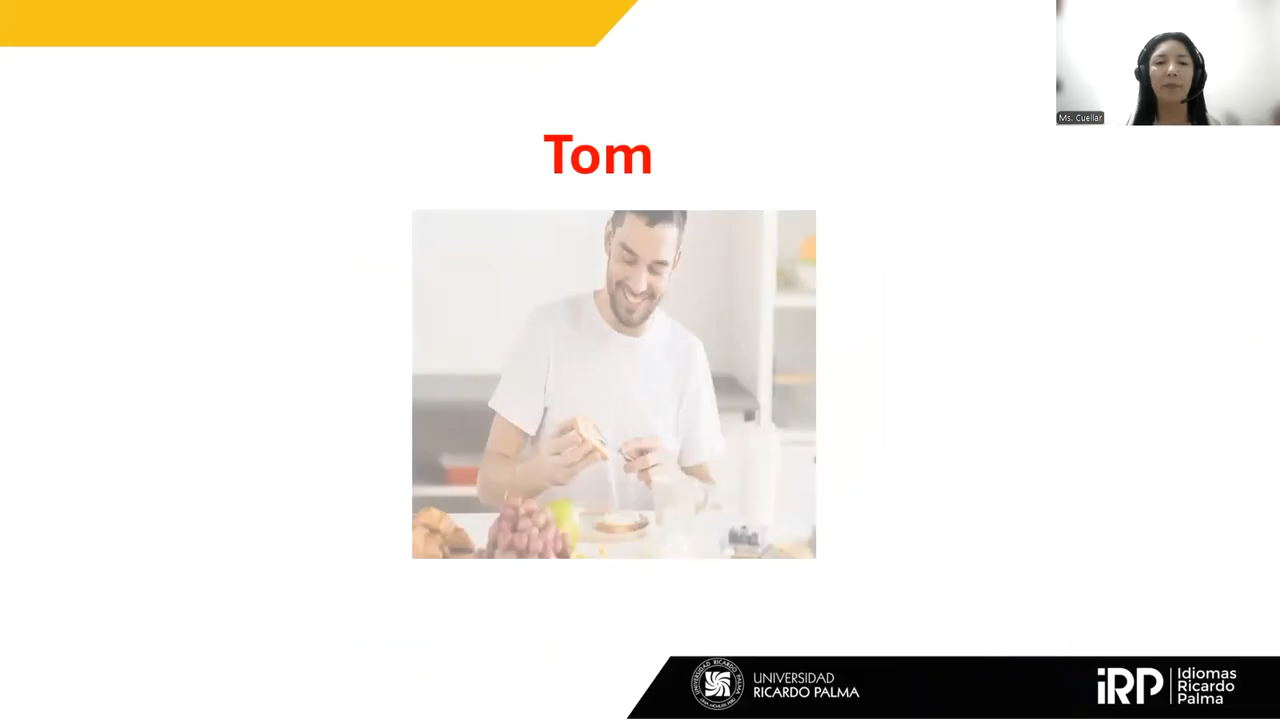 Tom
Ms. Cuellar
UNIVERSIDAD
RICARDO PALMA
iRP
Idiomas
Ricardo
Palma